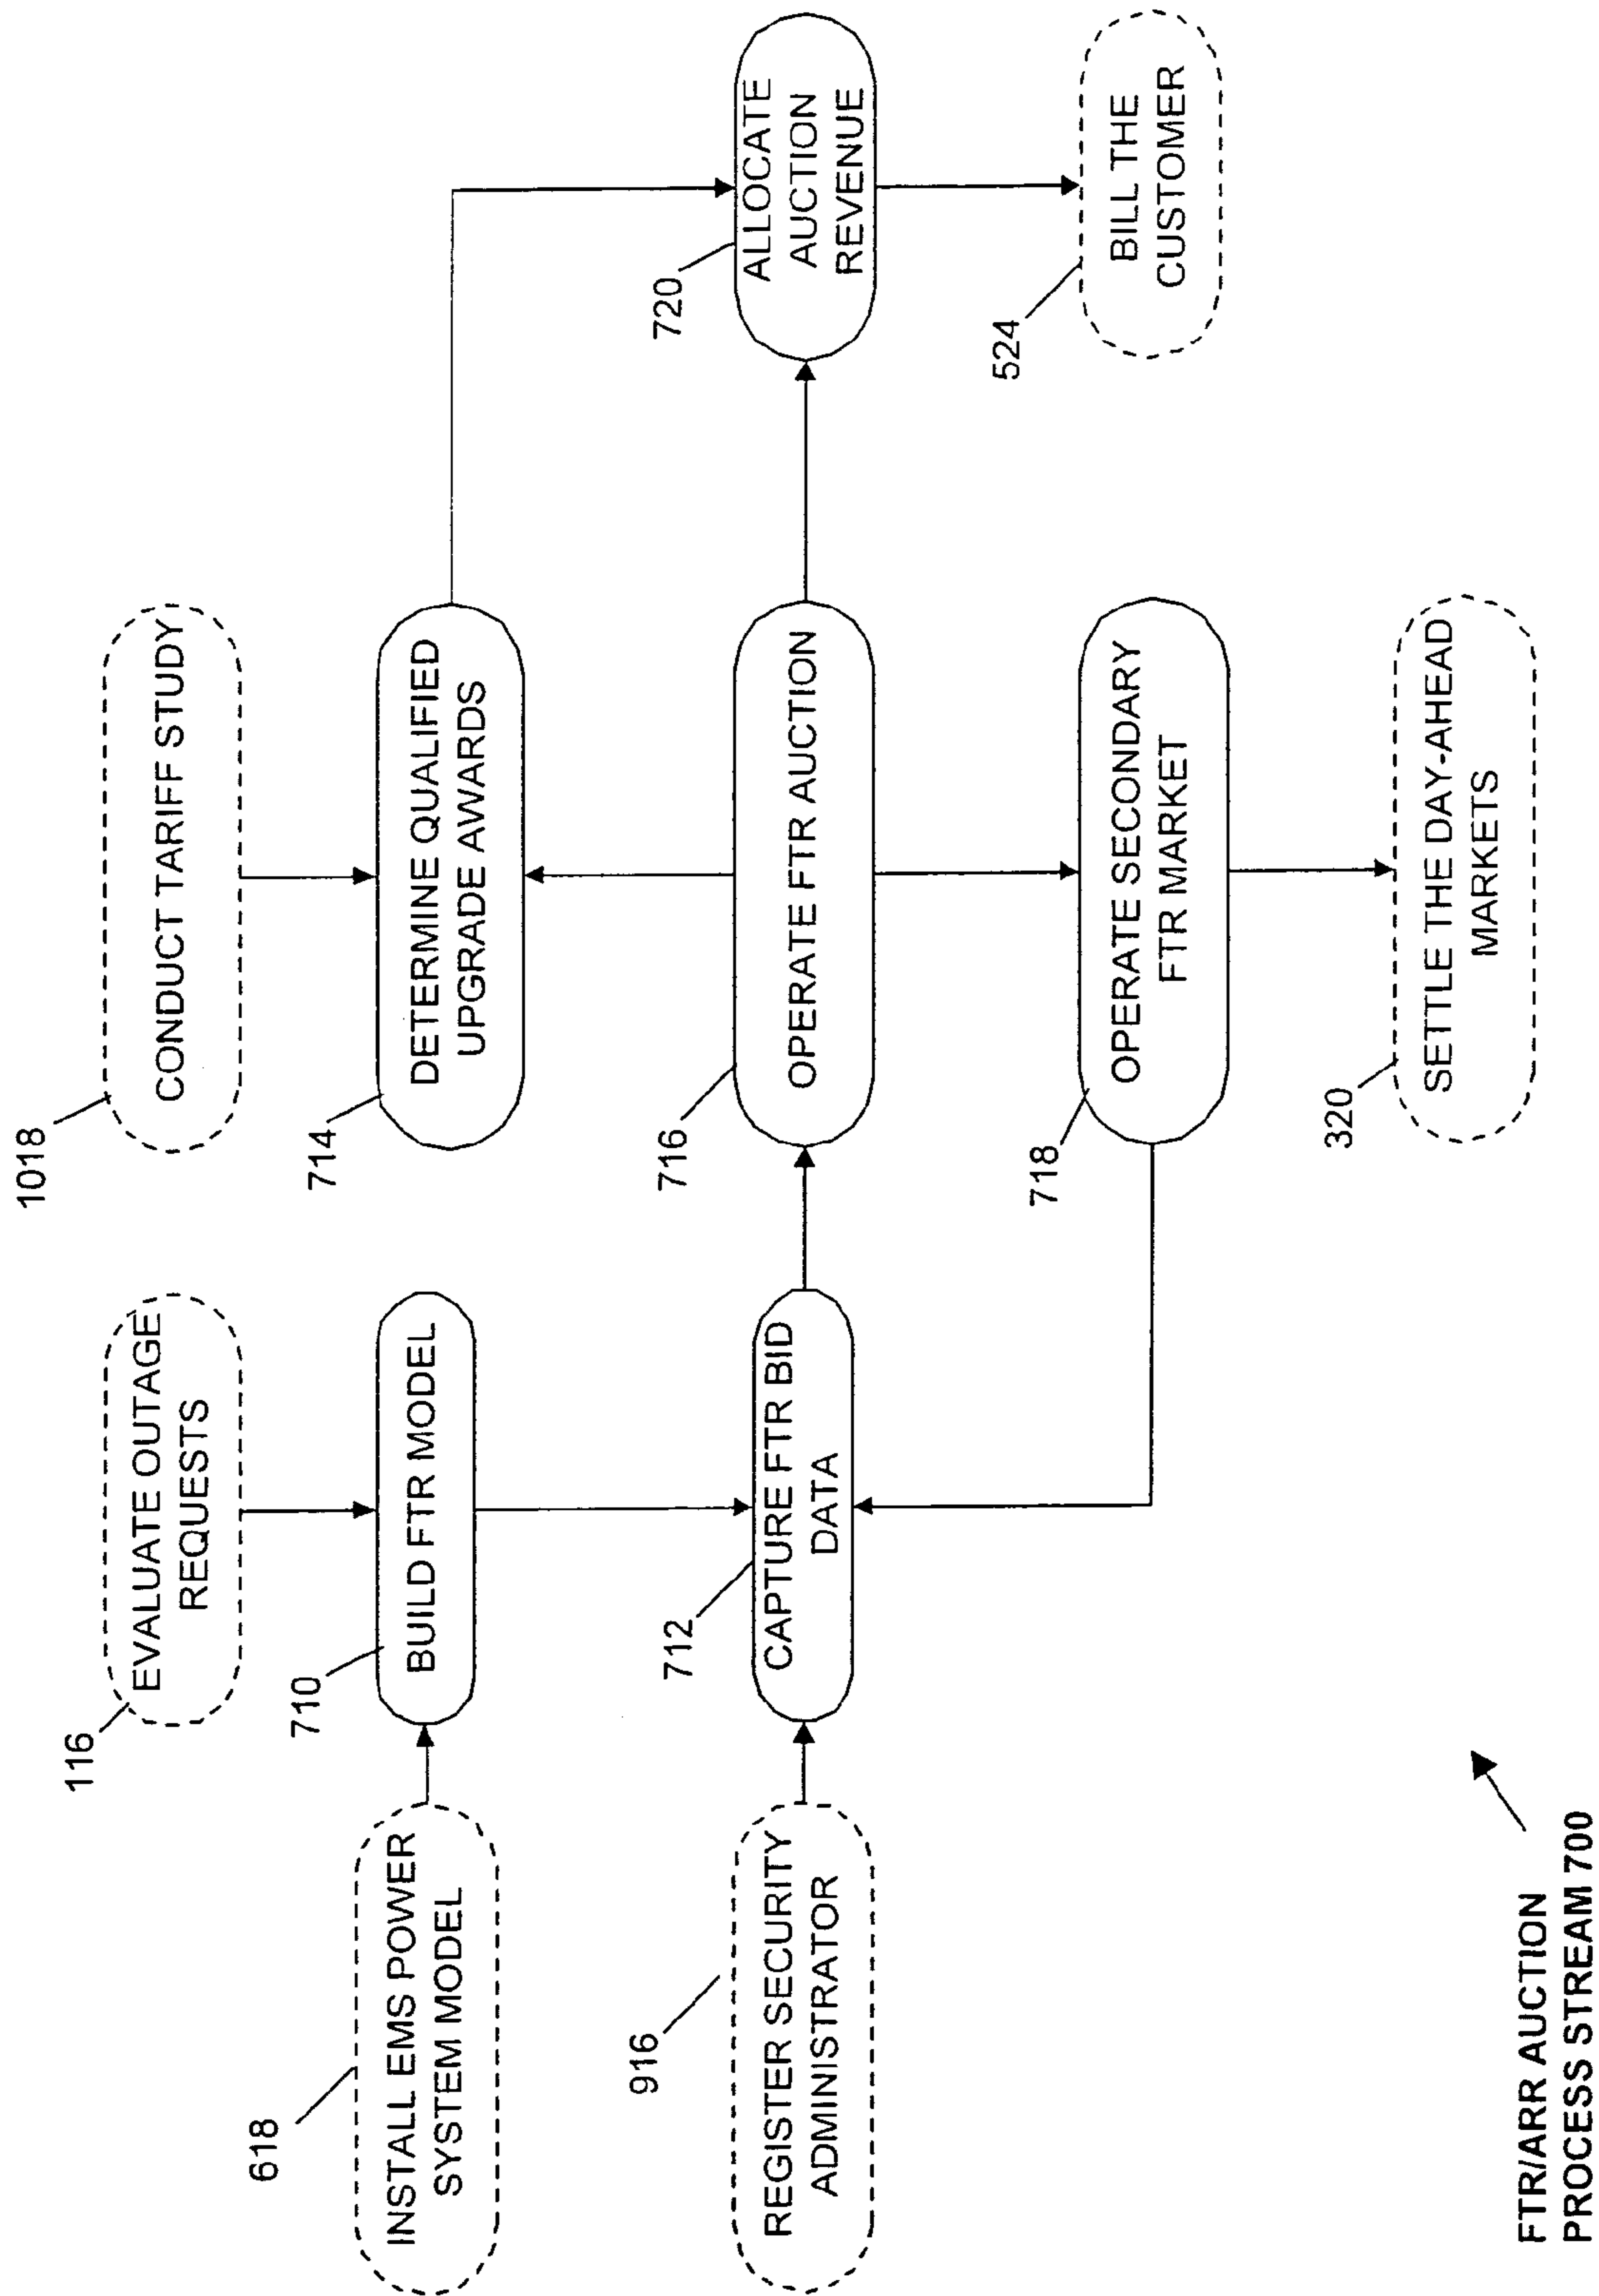 1018
CONDUCT TARIFF STUDY
116
EVALUATE OUTAGE
REQUESTS
618
INSTALL EMS POWER
SYSTEM MODEL
710
BUILD FTR MODEL
714
DETERMINE QUALIFIED
UPGRADE AWARDS
916
REGISTER SECURITY
ADMINISTRATOR
712
CAPTURE FTR BID
DATA
716
OPERATE FTR AUCTION
720
ALLOCATE
AUCTION
REVENUE
718
OPERATE SECONDARY
FTR MARKET
524
BILL THE
CUSTOMER
320
SETTLE THE DAY-AHEAD
MARKETS
FTR/ARR AUCTION
PROCESS STREAM 700